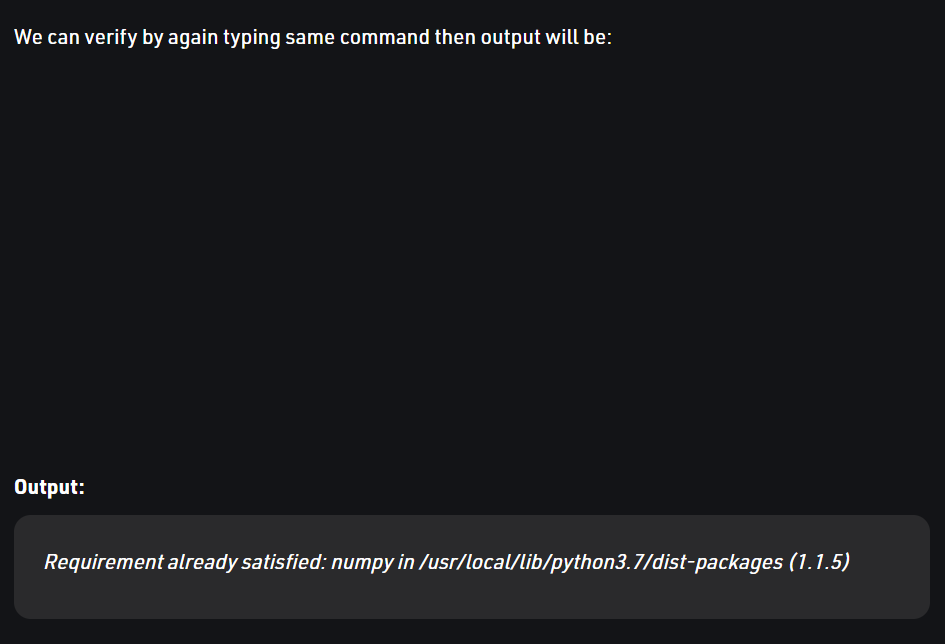 We can verify by again typing same command then output will be:
Output:
Requirement already satisfied: numpy in /usr/local/lib/python3.7/dist-packages (1.1.5)